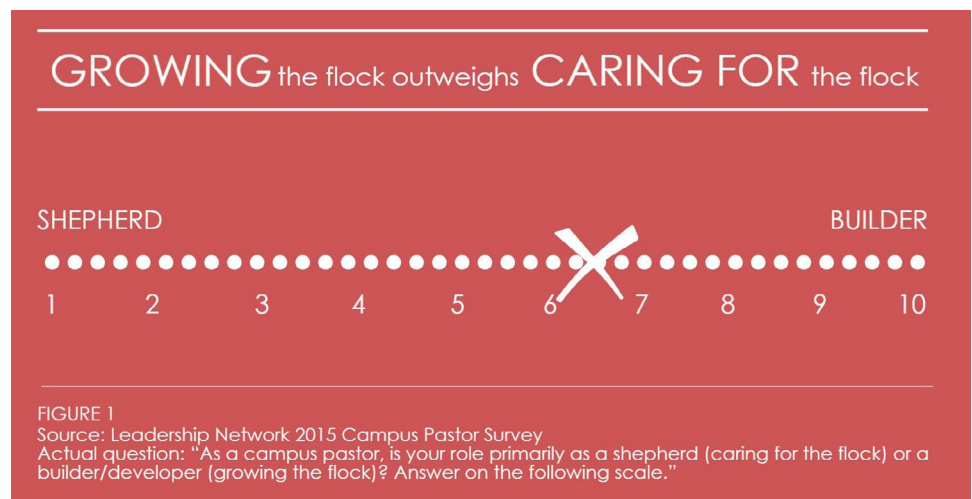 GROWING the flock outweighs CARING FOR the flock
SHEPHERD BUILDER
1 2 3 4 5 6 7 8 9 10
FIGURE 1
Source: Leadership Network 2015 Campus Pastor Survey
Actual question: “As a campus pastor, is your role primarily as a shepherd (caring for the flock) or a
builder/developer (growing the flock)? Answer on the following scale.”